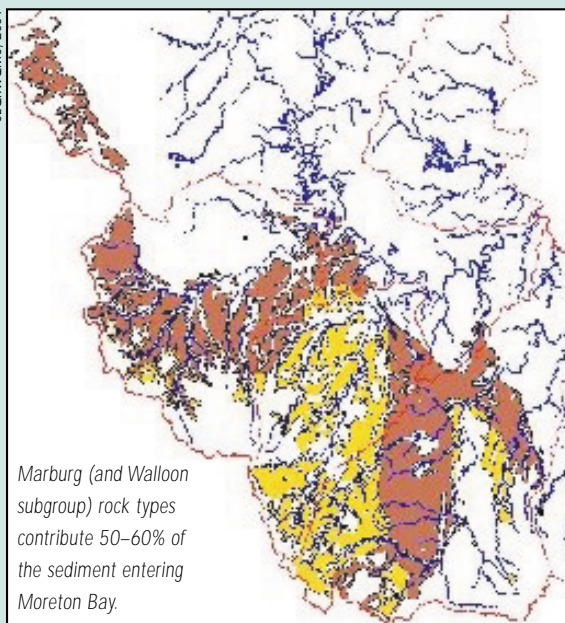 Marburg (and Walloon
subgroup) rock types
contribute 50–60% of
the sediment entering
Moreton Bay.